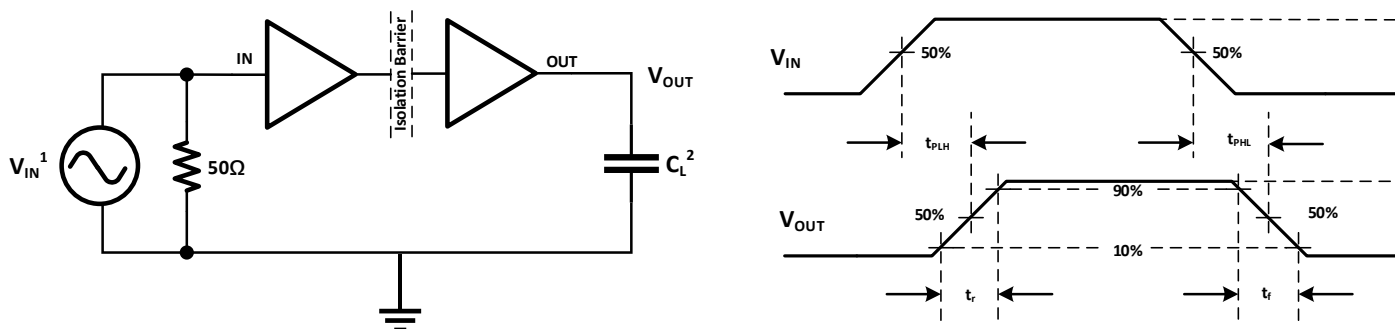 IN
Isolation Barrier
OUT
V_OUT
V_IN^1
50Ω
C_L^2
V_IN
50%
50%
t_PLH
t_PHL
V_OUT
50%
90%
50%
10%
t_r
t_f